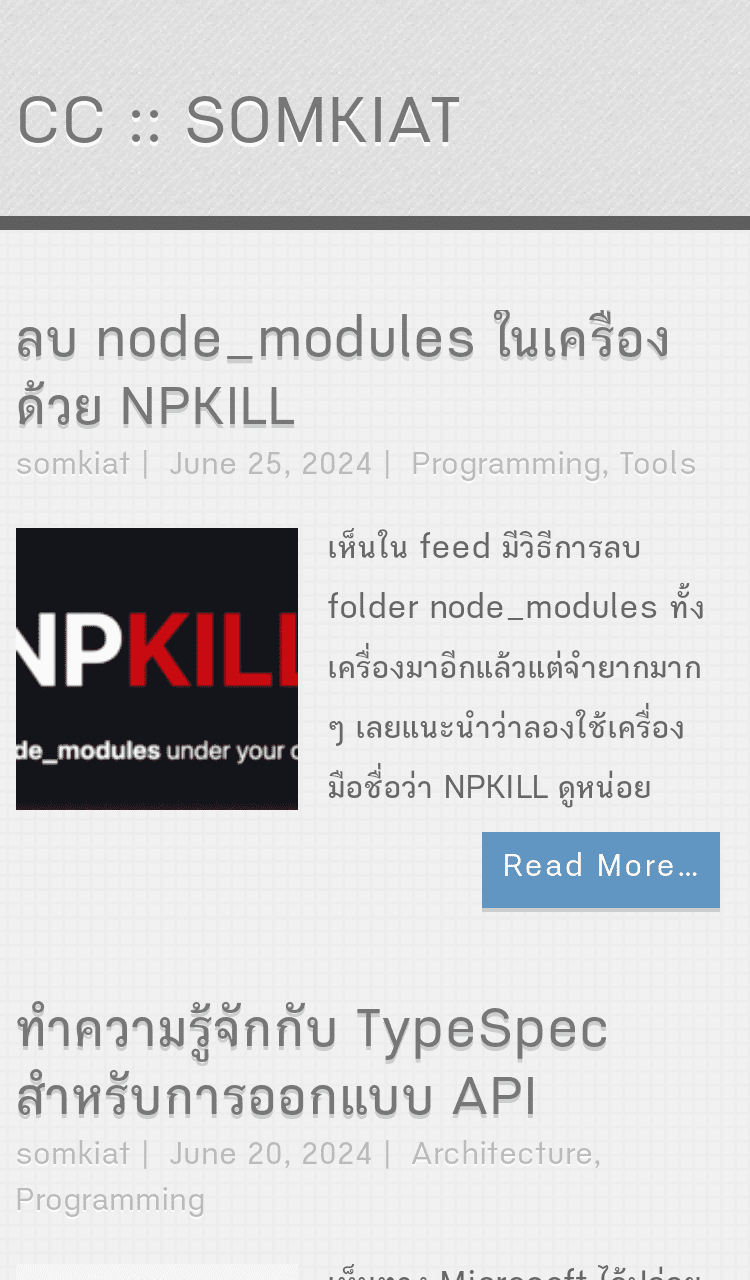 CC :: SOMKIAT
ลบ node_modules ในเครื่อง
ด้วย NPKILL
somkiat | June 25, 2024 | Programming, Tools
NPKILL
de_modules under your
เห็นใน feed มีวิธีการลบ
folder node_modules ทั้ง
เครื่องมาอีกแล้วแต่จำยากมาก
ๆ เลยแนะนำว่าลองใช้เครื่อง
มือชื่อว่า NPKILL ดูหน่อย
Read More…
ทำความรู้จักกับ TypeSpec
สำหรับการออกแบบ API
somkiat | June 20, 2024 | Architecture,
Programming